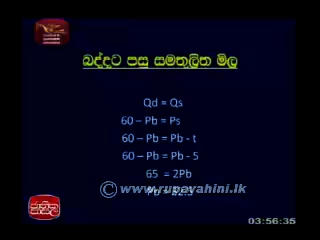 බද්දට පසු සමතුලිත මිල
Qd = Qs
60 – Pb = Ps
60 – Pb = Pb - t
60 – Pb = Pb - 5
65 = 2Pb
© www.rupavahini.lk
03:56:35